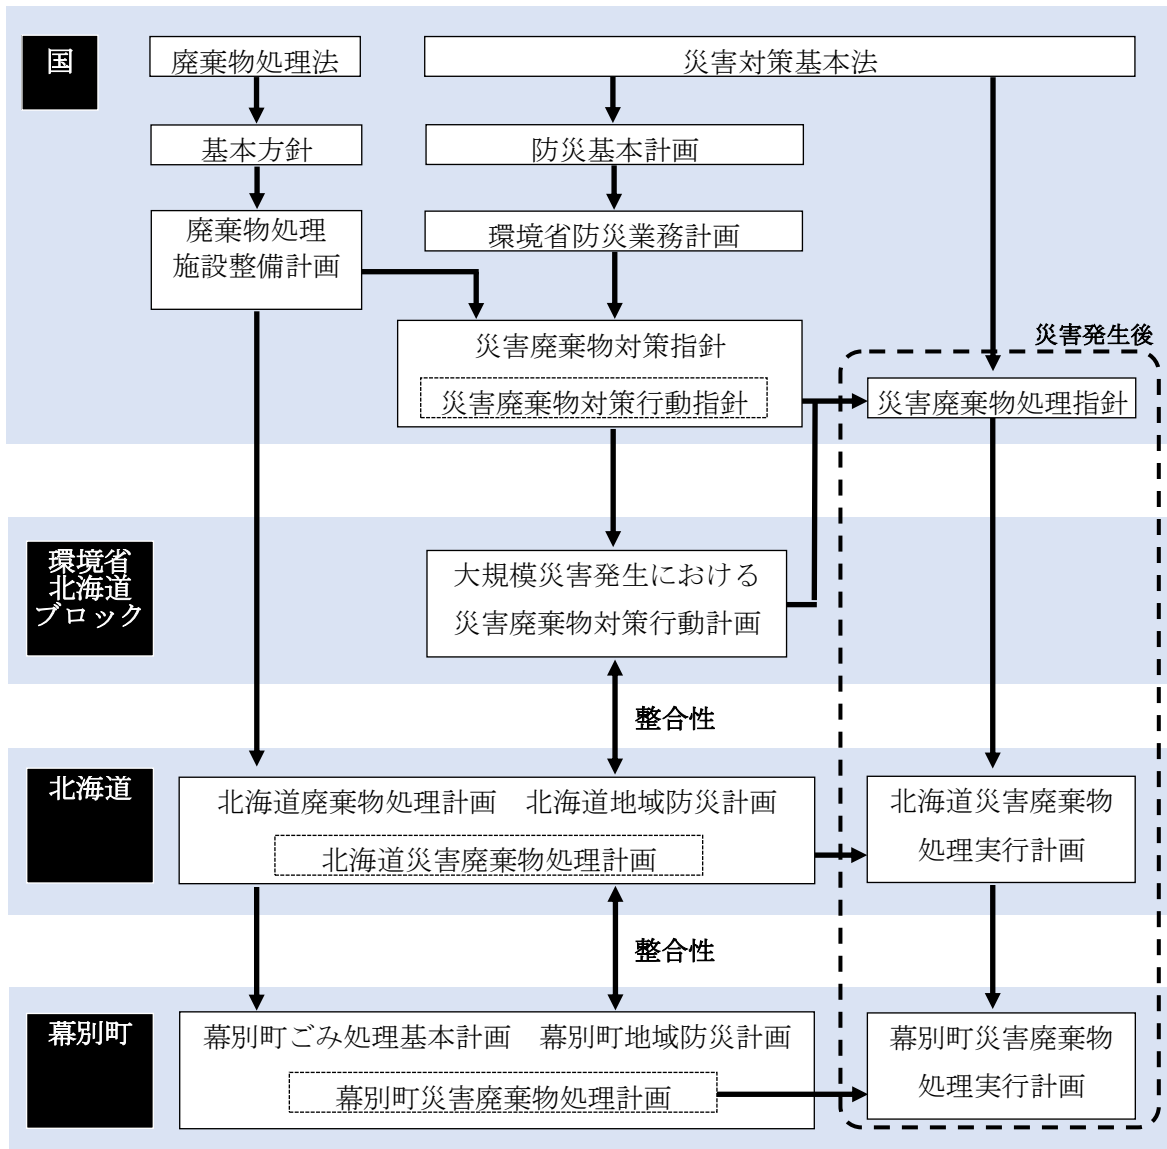 国
廃棄物処理法
災害対策基本法
基本方針
防災基本計画
廃棄物処理
施設整備計画
環境省防災業務計画
災害廃棄物対策指針
災害廃棄物対策行動指針
災害発生後
災害廃棄物処理指針
環境省
北海道
ブロック
大規模災害発生における
災害廃棄物対策行動計画
整合性
北海道
北海道廃棄物処理計画 北海道地域防災計画
北海道災害廃棄物処理計画
北海道災害廃棄物
処理実行計画
整合性
幕別町
幕別町ごみ処理基本計画 幕別町地域防災計画
幕別町災害廃棄物処理計画
幕別町災害廃棄物
処理実行計画